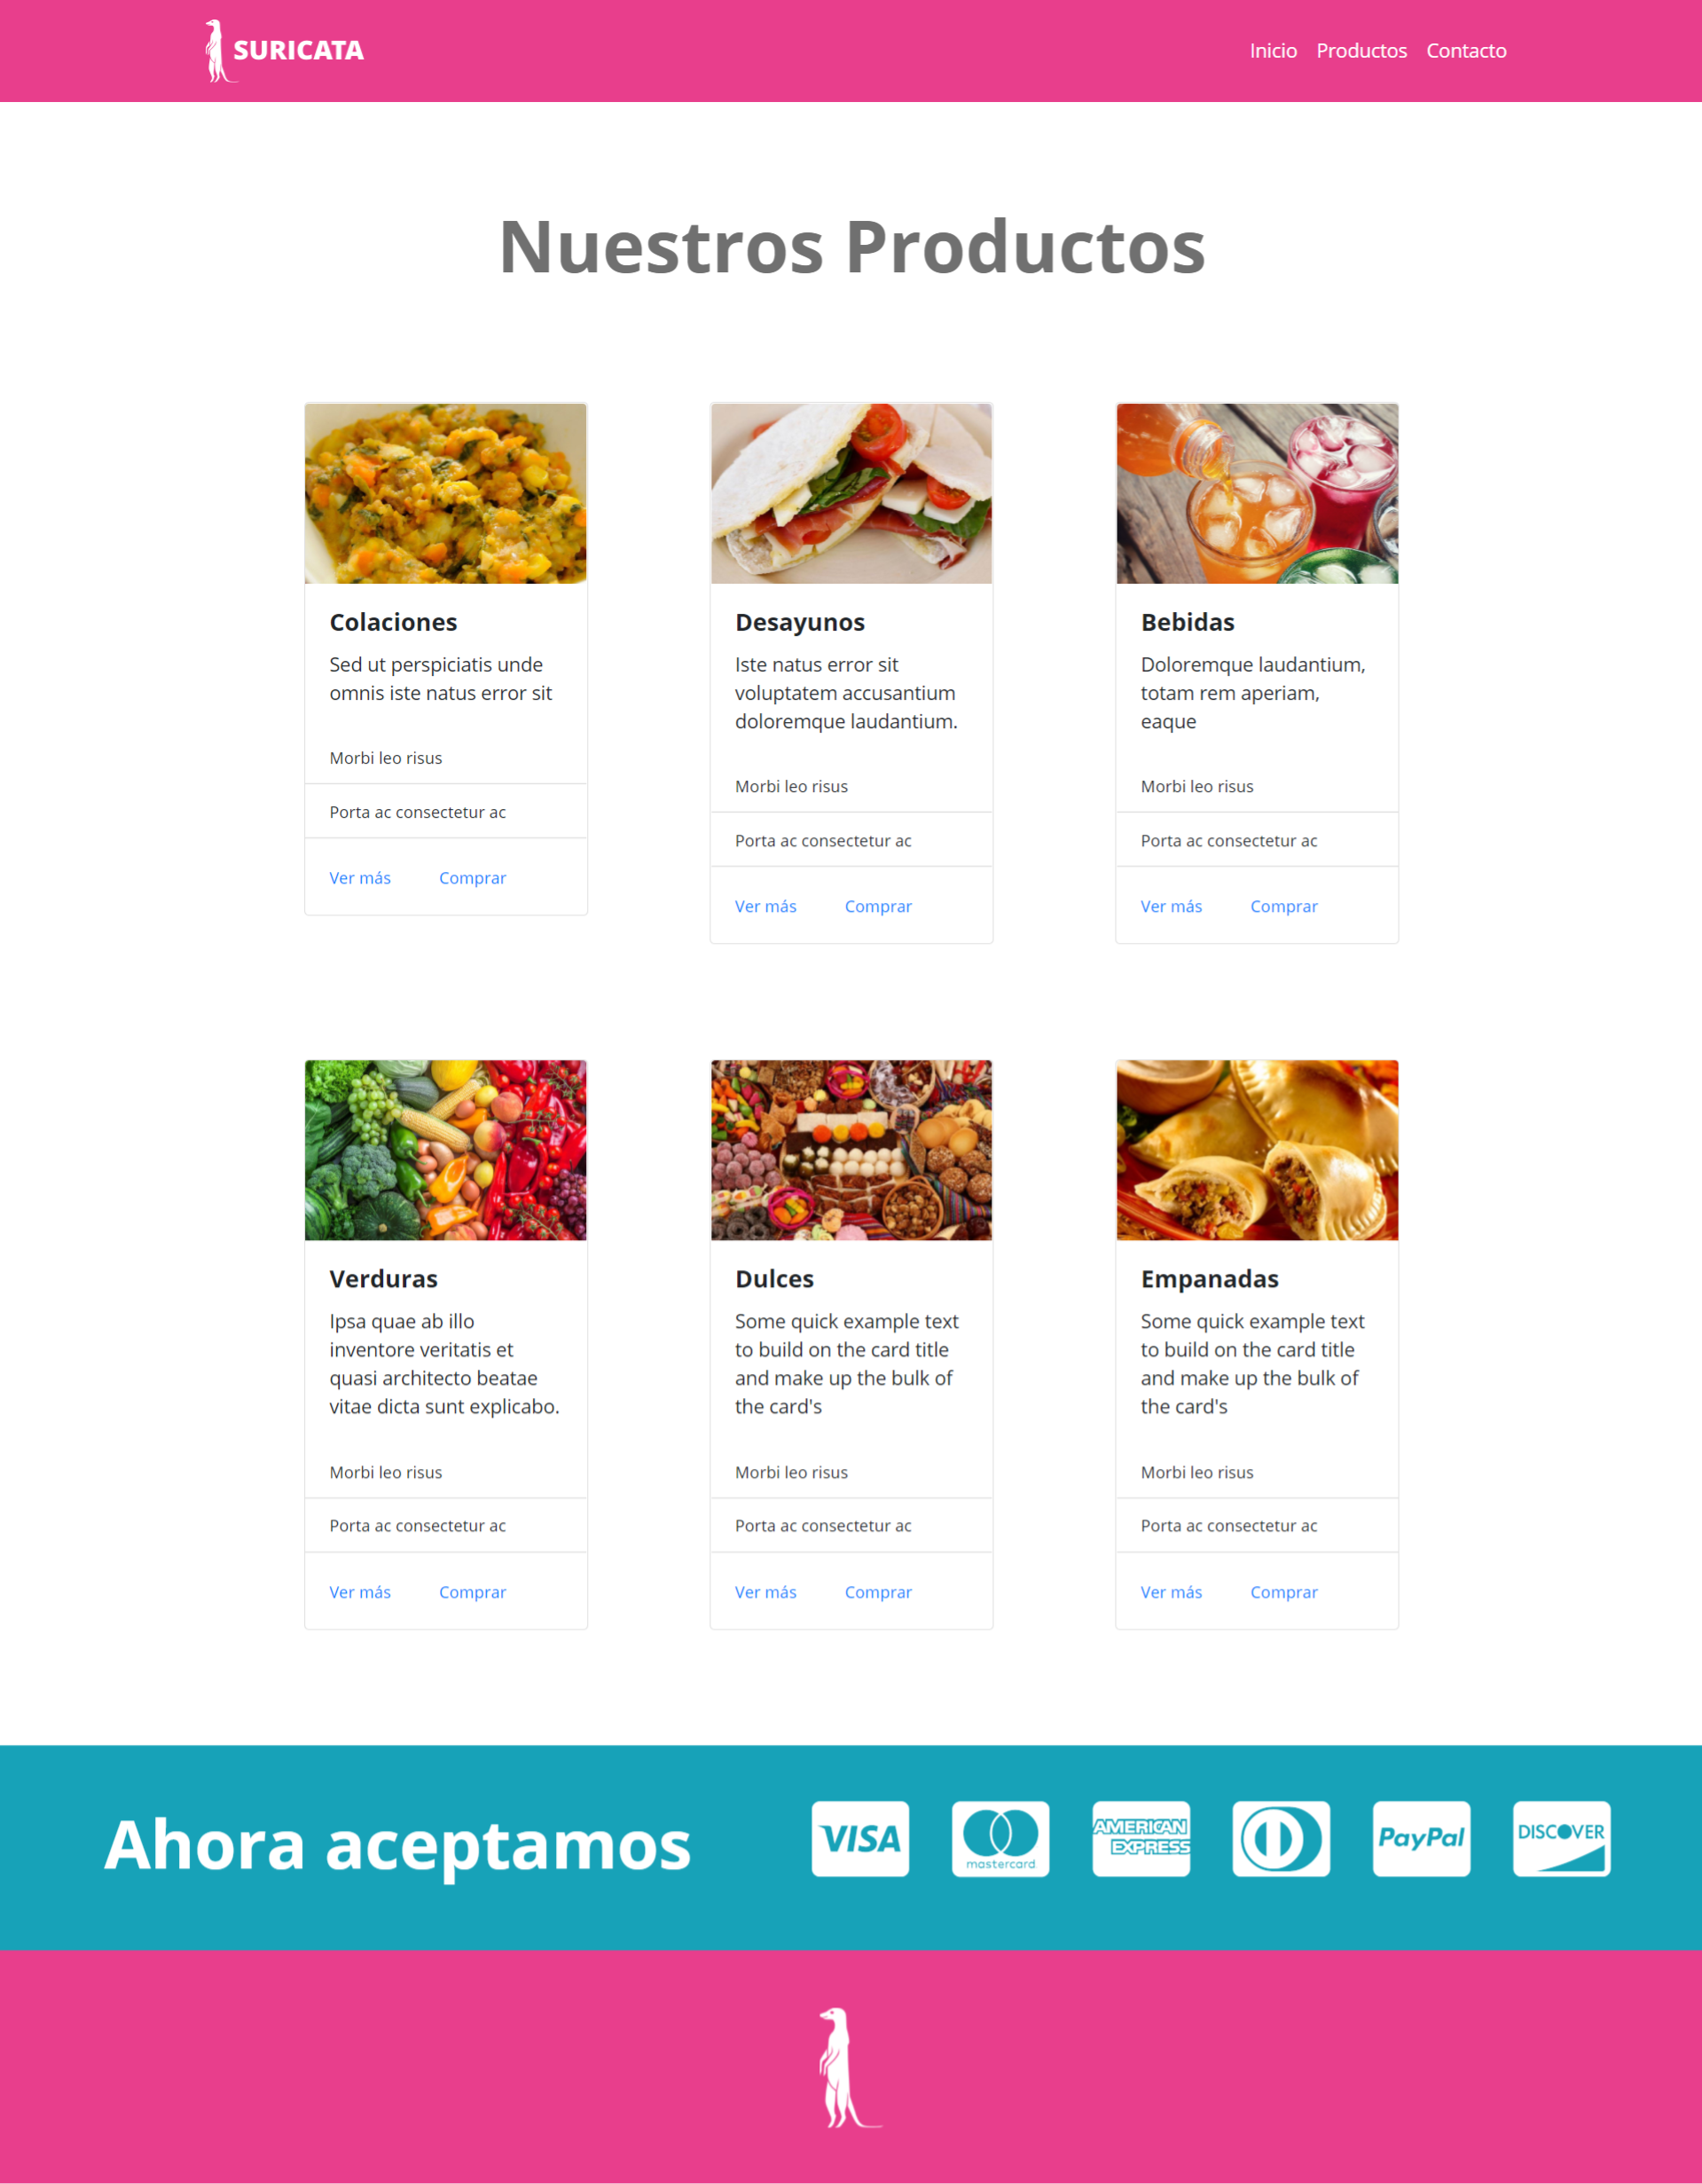 SURICATA
Inicio Productos Contacto
Nuestros Productos
Colaciones
Sed ut perspiciatis unde
omnis iste natus error sit
Morbi leo risus
Porta ac consectetur ac
Ver más Comprar
Desayunos
Iste natus error sit
voluptatem accusantium
doloremque laudantium.
Morbi leo risus
Porta ac consectetur ac
Ver más Comprar
Bebidas
Doloremque laudantium,
totam rem aperiam,
eaque
Morbi leo risus
Porta ac consectetur ac
Ver más Comprar
Verduras
Ipsa quae ab illo
inventore veritatis et
quasi architecto beatae
vitae dicta sunt explicabo.
Morbi leo risus
Porta ac consectetur ac
Ver más Comprar
Dulces
Some quick example text
to build on the card title
and make up the bulk of
the card's
Morbi leo risus
Porta ac consectetur ac
Ver más Comprar
Empanadas
Some quick example text
to build on the card title
and make up the bulk of
the card's
Morbi leo risus
Porta ac consectetur ac
Ver más Comprar
Ahora aceptamos
VISA
mastercard
AMERICAN
EXPRESS
PayPal
DISCOVER